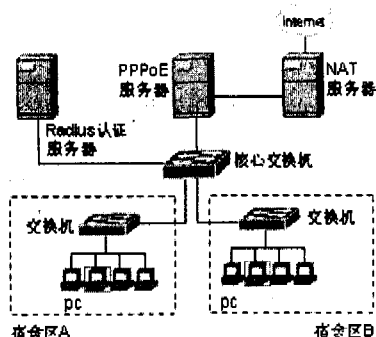 Internet
PPPoE
服务器
NAT
服务器
Radius认证
服务器
核心交换机
交换机
交换机
pc
pc
宿舍区A
宿舍区B